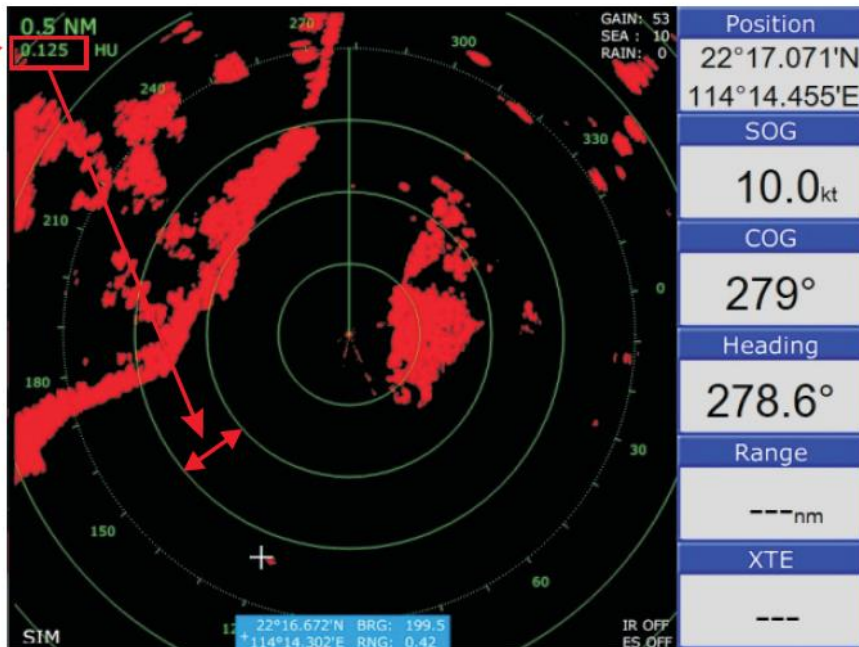 0.5 NM
0.125 HU
GAIN: 53
SEA : 10
RAIN: 0
270
300
240
330
210
0
180
30
150
60
SIM
22°16.672'N BRG: 199.5
+114°14.302'E RNG: 0.42
IR OFF
ES OFF
Position
22°17.071'N
114°14.455'E
SOG
10.0kt
COG
279°
Heading
278.6°
Range
---nm
XTE
---